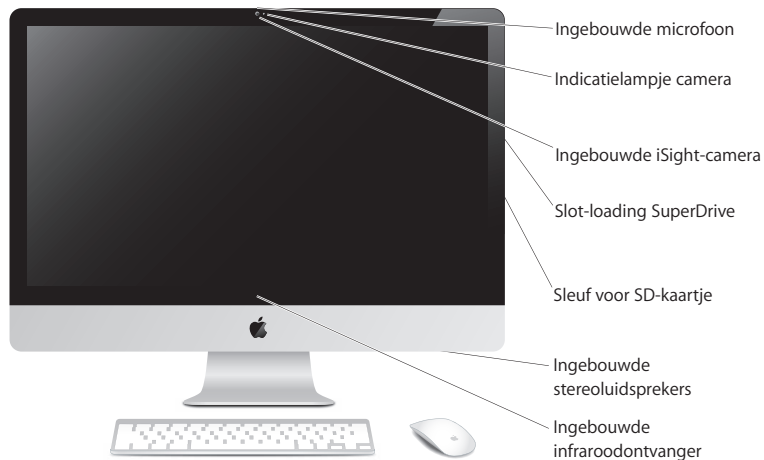 Ingebouwde microfoon
Indicatielampje camera
Ingebouwde iSight-camera
Slot-loading SuperDrive
Sleuf voor SD-kaartje
Ingebouwde
stereoluidsprekers
Ingebouwde
infraroodontvanger